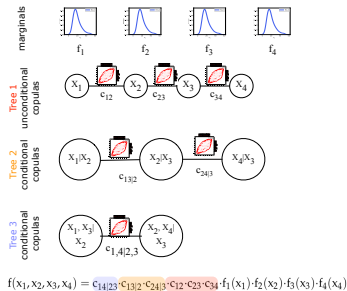 marginals
f₁ f₂ f₃ f₄
Tree 1
unconditional
copulas
X₁ X₂ X₃ X₄
c₁₂ c₂₃ c₃₄
Tree 2
conditional
copulas
X₁|X₂ X₂|X₃ X₄|X₃
c₁₃|₂ c₂₄|₃
Tree 3
conditional
copulas
X₁, X₃| X₂, X₄|
X₂ X₃
c₁,₄|₂,₃
f(x₁,x₂,x₃,x₄) = c₁₄|₂₃·c₁₃|₂·c₂₄|₃·c₁₂·c₂₃·c₃₄·f₁(x₁)·f₂(x₂)·f₃(x₃)·f₄(x₄)